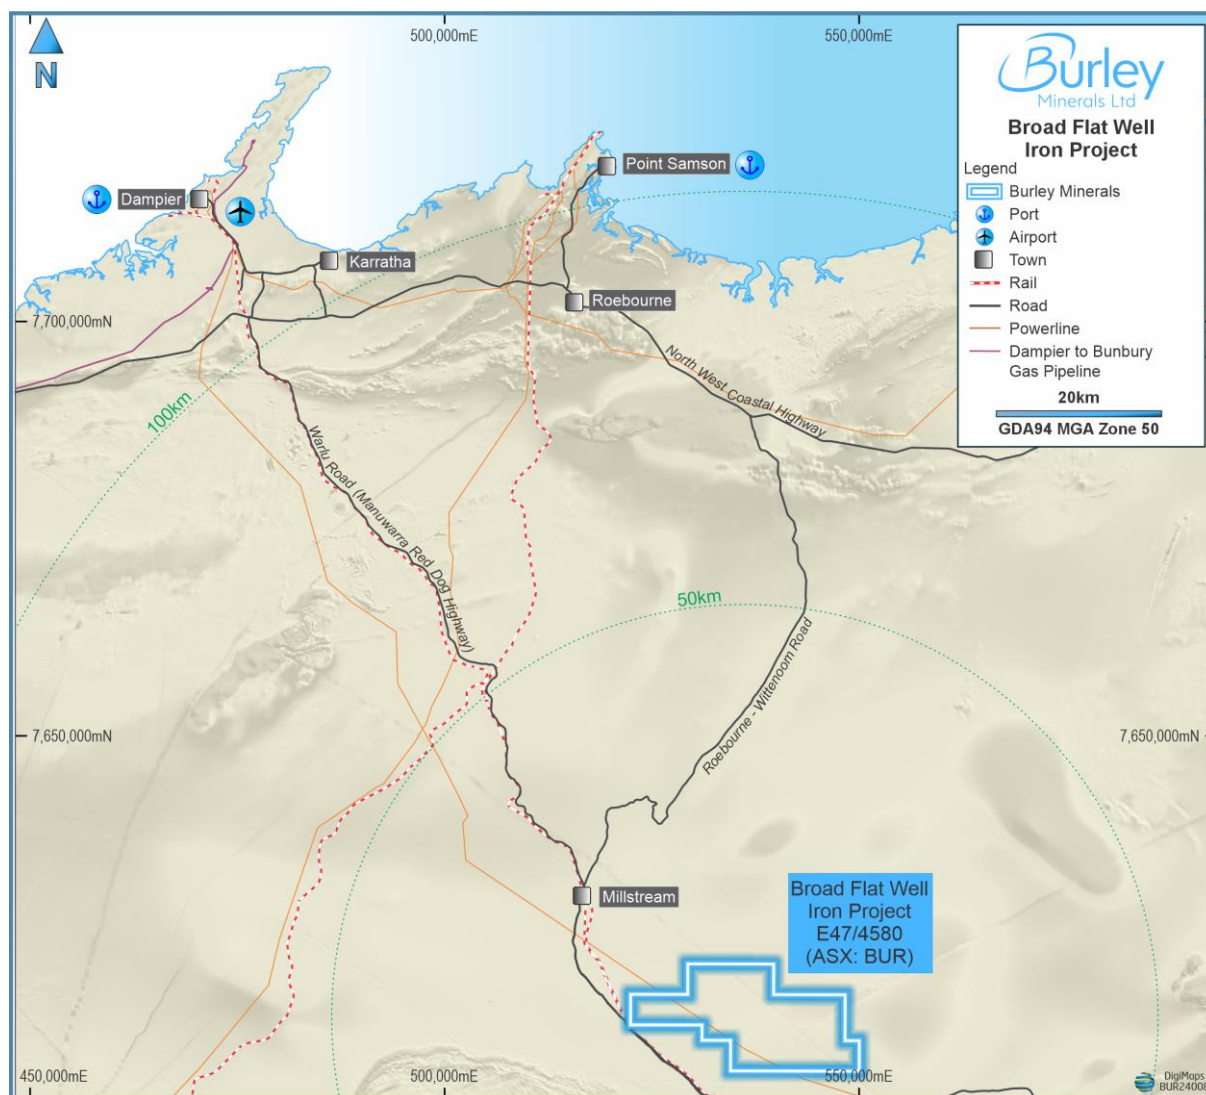 500,000mE
550,000mE
N
Burley
Minerals Ltd
Broad Flat Well
Iron Project
Legend
Burley Minerals
Port
Airport
Town
Rail
Road
Powerline
Dampier to Bunbury
Gas Pipeline
20km
GDA94 MGA Zone 50
Point Samson
Dampier
Karratha
Roebourne
7,700,000mN
North West Coastal Highway
100km
Warlu Road (Manuwarra Red Dog Highway)
50km
Roebourne - Wittenoom Road
7,650,000mN
7,650,000mN
Millstream
Broad Flat Well
Iron Project
E47/4580
(ASX: BUR)
450,000mE
500,000mE
550,000mE
DigiMaps